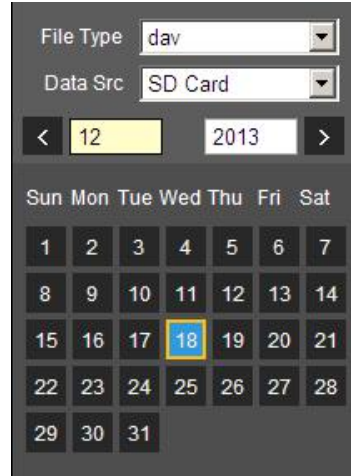 File Type dav
Data Src SD Card
< 12 2013 >
Sun Mon Tue Wed Thu Fri Sat
1 2 3 4 5 6 7
8 9 10 11 12 13 14
15 16 17 18 19 20 21
22 23 24 25 26 27 28
29 30 31